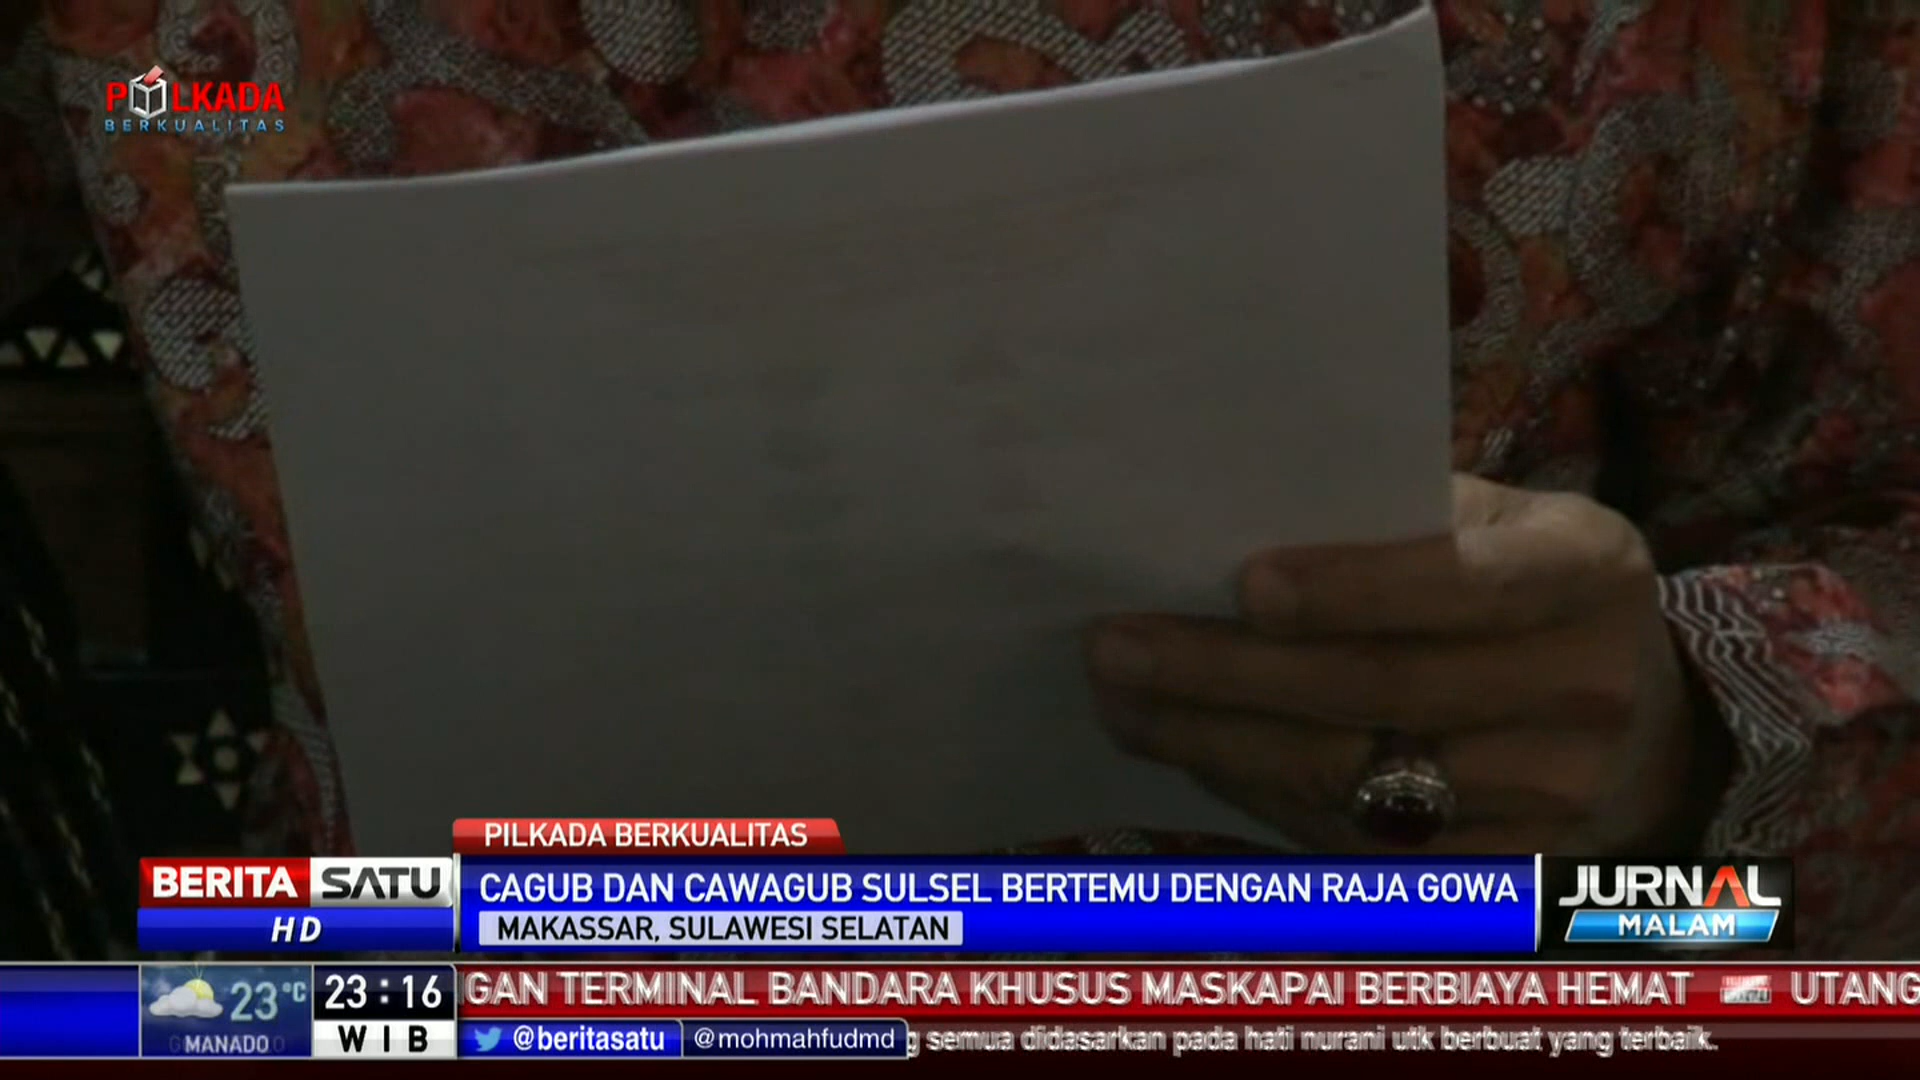 PILKADA
BERKUALITAS
PILKADA BERKUALITAS
BERITA SATU
HD
CAGUB DAN CAWAGUB SULSEL BERTEMU DENGAN RAJA GOWA
MAKASSAR, SULAWESI SELATAN
JURNAL
MALAM
23°C
MANADO
23:16
WIB
TERMINAL BANDARA KHUSUS MASKAPAI BERBIAYA HEMAT UTANG
@beritasatu @mohmahfudmd semua didasarkan pada hati nurani utk berbuat yang terbaik.